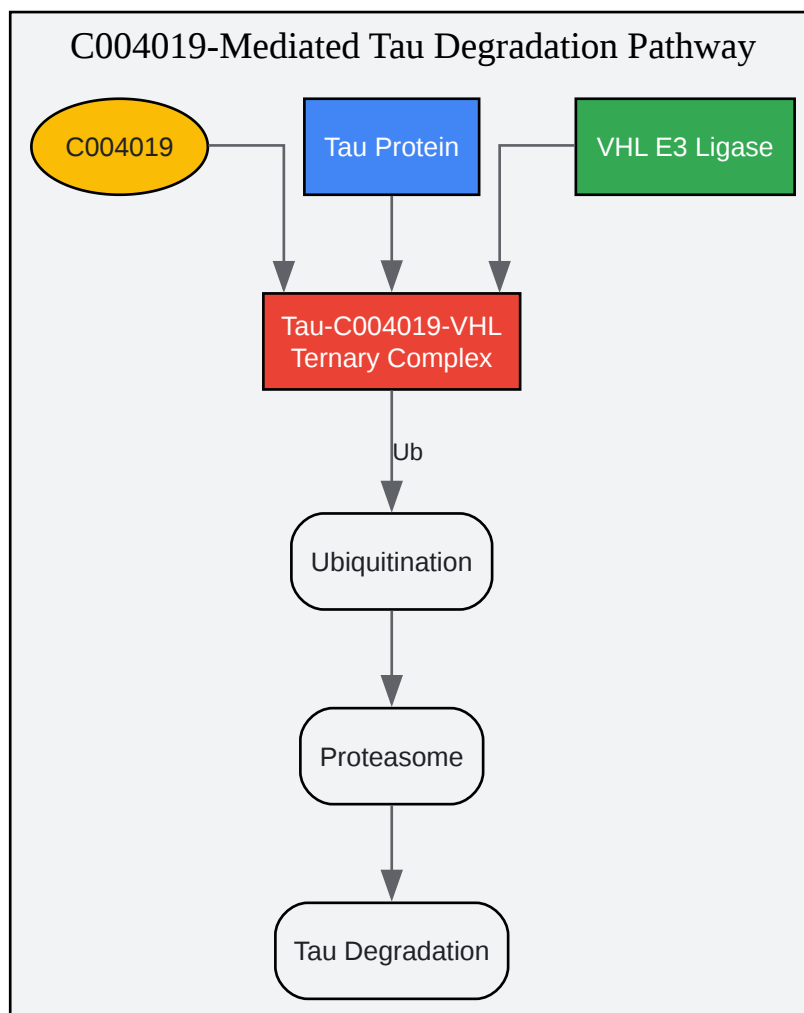 C004019-Mediated Tau Degradation Pathway
C004019
Tau Protein
VHL E3 Ligase
Tau-C004019-VHL
Ternary Complex
Ub
Ubiquitination
Proteasome
Tau Degradation